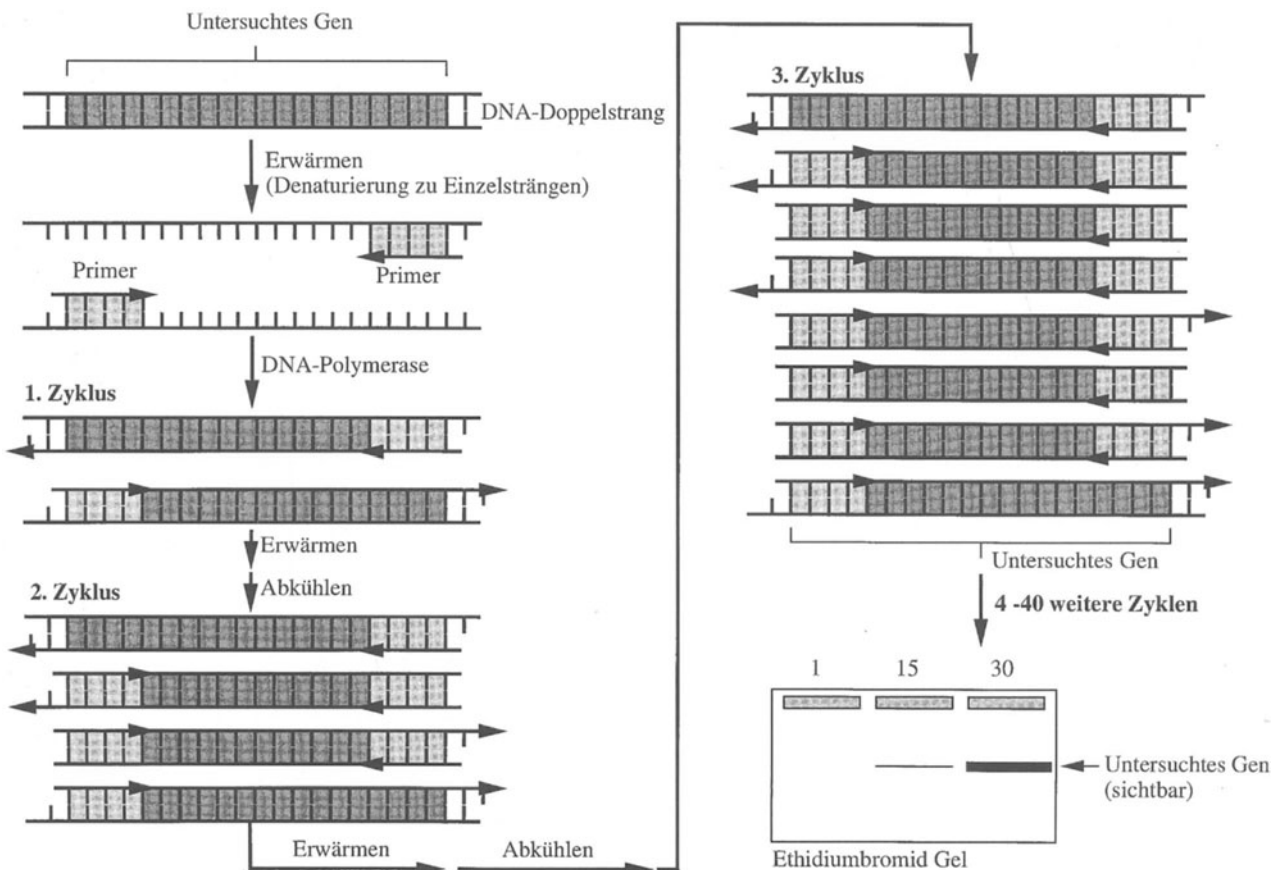 Untersuchtes Gen
DNA-Doppelstrang
Erwärmen
(Denaturierung zu Einzelsträngen)
Primer
Primer
DNA-Polymerase
1. Zyklus
Erwärmen
Abkühlen
2. Zyklus
Erwärmen
Abkühlen
3. Zyklus
Untersuchtes Gen
4 -40 weitere Zyklen
1
15
30
Untersuchtes Gen
(sichtbar)
Ethidiumbromid Gel